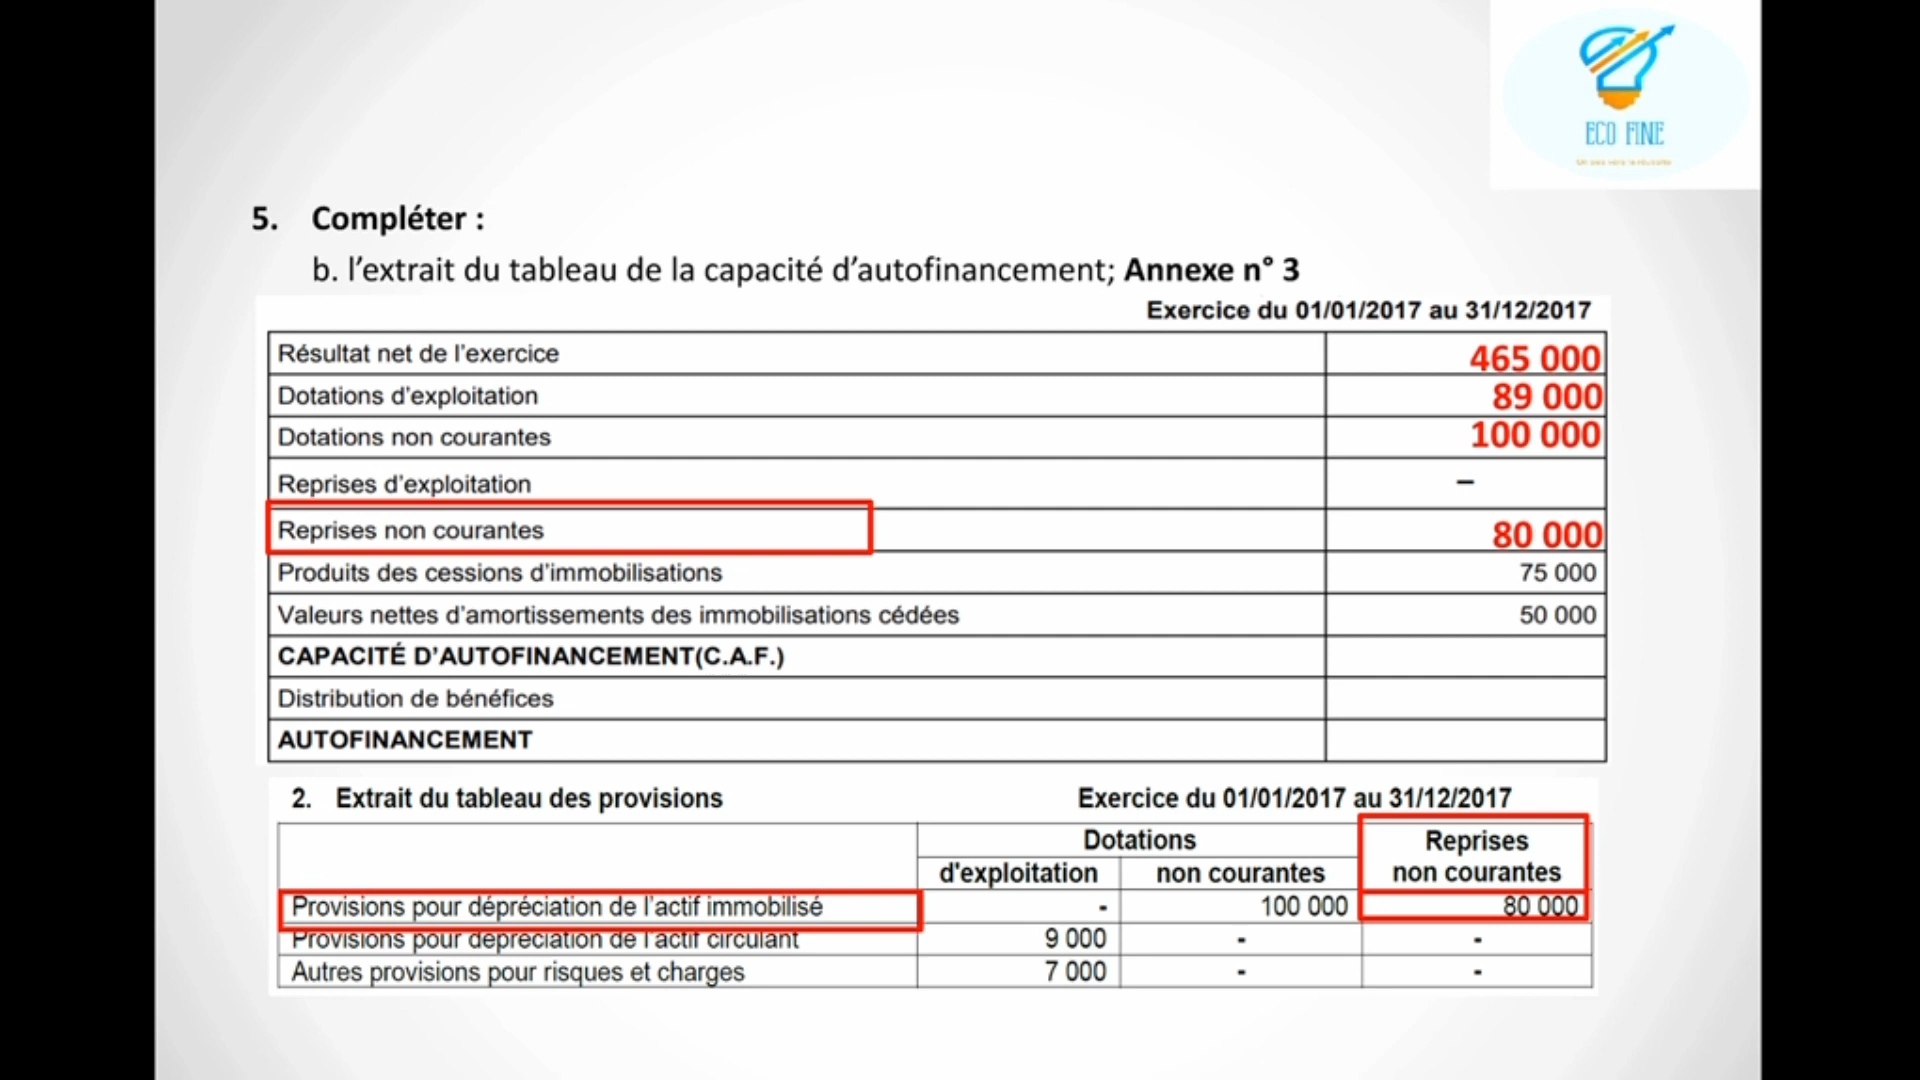 ECO FINE
5. Compléter :
b. l'extrait du tableau de la capacité d'autofinancement; Annexe n° 3
Exercice du 01/01/2017 au 31/12/2017
Résultat net de l'exercice 465 000
Dotations d'exploitation 89 000
Dotations non courantes 100 000
Reprises d'exploitation –
Reprises non courantes 80 000
Produits des cessions d'immobilisations 75 000
Valeurs nettes d'amortissements des immobilisations cédées 50 000
CAPACITÉ D'AUTOFINANCEMENT(C.A.F.)
Distribution de bénéfices
AUTOFINANCEMENT
2. Extrait du tableau des provisions Exercice du 01/01/2017 au 31/12/2017
Dotations Reprises
d'exploitation non courantes non courantes
Provisions pour dépréciation de l'actif immobilisé - 100 000 80 000
Provisions pour dépréciation de l'actif circulant 9 000 - -
Autres provisions pour risques et charges 7 000 - -